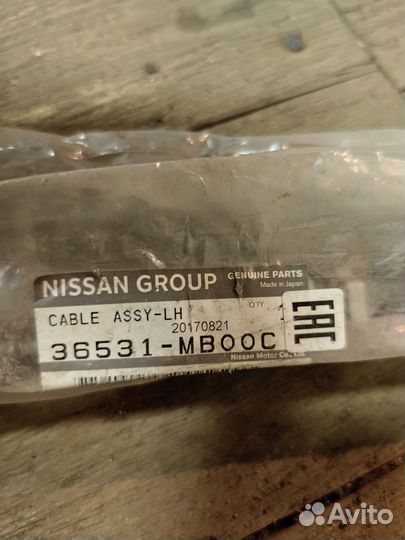 NISSAN GROUP GENUINE PARTS
Made in Japan
CABLE ASSY-LH QTY
20170821
36531-MB00C
Nissan Motor Co., Ltd.
EAC
Avito